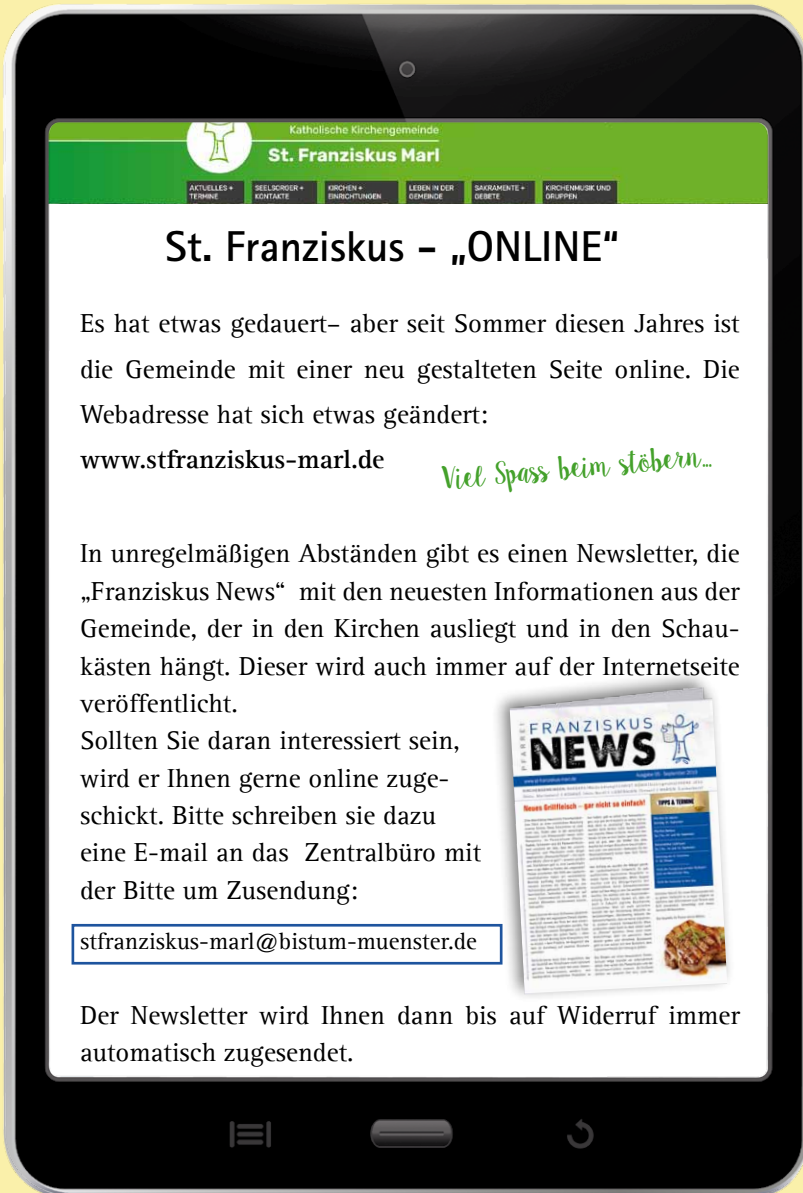 Katholische Kirchengemeinde
St. Franziskus Marl
AKTUELLES + TERMINE
SEELSORGER + KONTAKTE
KIRCHEN + EINRICHTUNGEN
LEBEN IN DER GEMEINDE
SAKRAMENTE + GEBETE
KIRCHENMUSIK UND GRUPPEN
St. Franziskus – „ONLINE“
Es hat etwas gedauert– aber seit Sommer diesen Jahres ist
die Gemeinde mit einer neu gestalteten Seite online. Die
Webadresse hat sich etwas geändert:
www.stfranziskus-marl.de
Viel Spass beim stöbern...
In unregelmäßigen Abständen gibt es einen Newsletter, die
„Franziskus News“ mit den neuesten Informationen aus der
Gemeinde, der in den Kirchen ausliegt und in den Schau-
kästen hängt. Dieser wird auch immer auf der Internetseite
veröffentlicht.
Sollten Sie daran interessiert sein,
wird er Ihnen gerne online zuge-
schickt. Bitte schreiben sie dazu
eine E-mail an das Zentralbüro mit
der Bitte um Zusendung:
stfranziskus-marl@bistum-muenster.de
PFARREI
FRANZISKUS
NEWS
Neues Grillfleisch – gar nicht so einfach!
TIPPS & TERMINE
Der Newsletter wird Ihnen dann bis auf Widerruf immer
automatisch zugesendet.